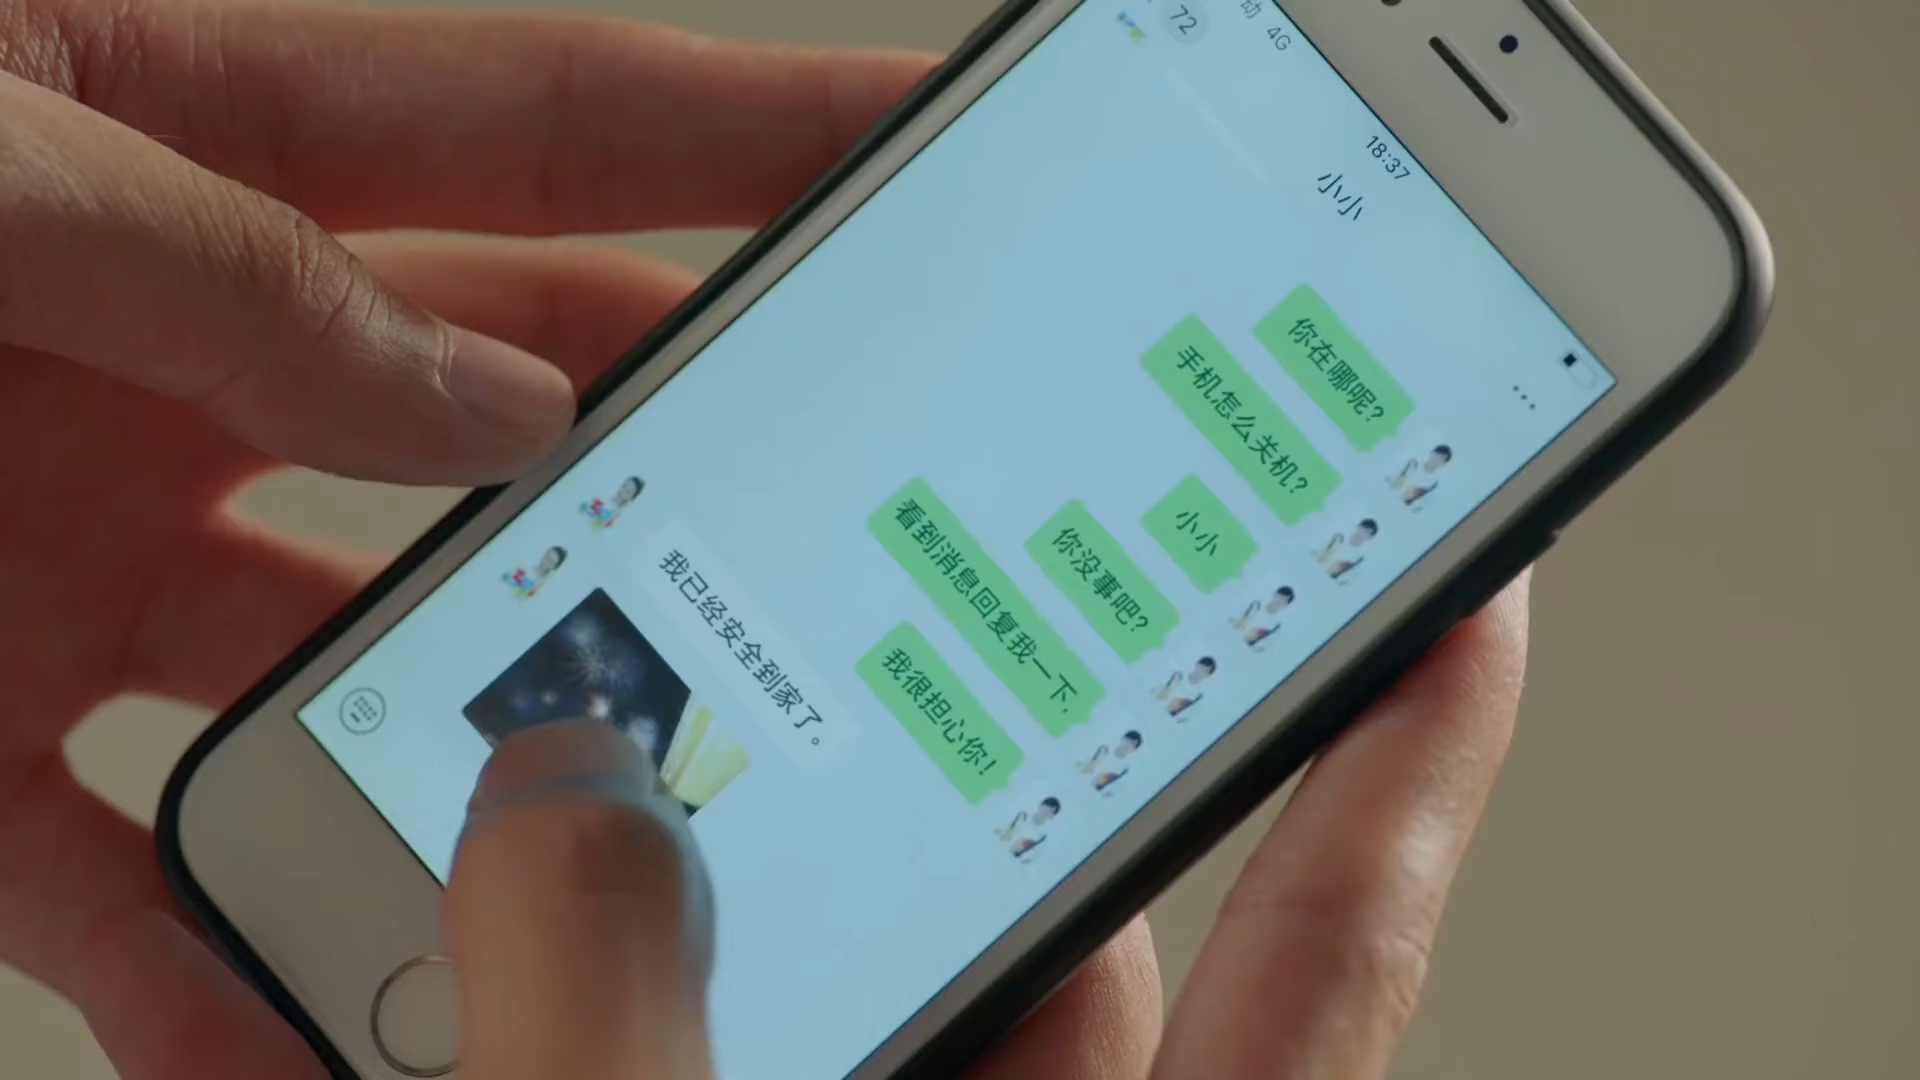 动 4G
18:37
72
小小
你在哪呢?
手机怎么关机?
小小
你没事吧?
看到消息回复我一下,
我很担心你!
我已经安全到家了。